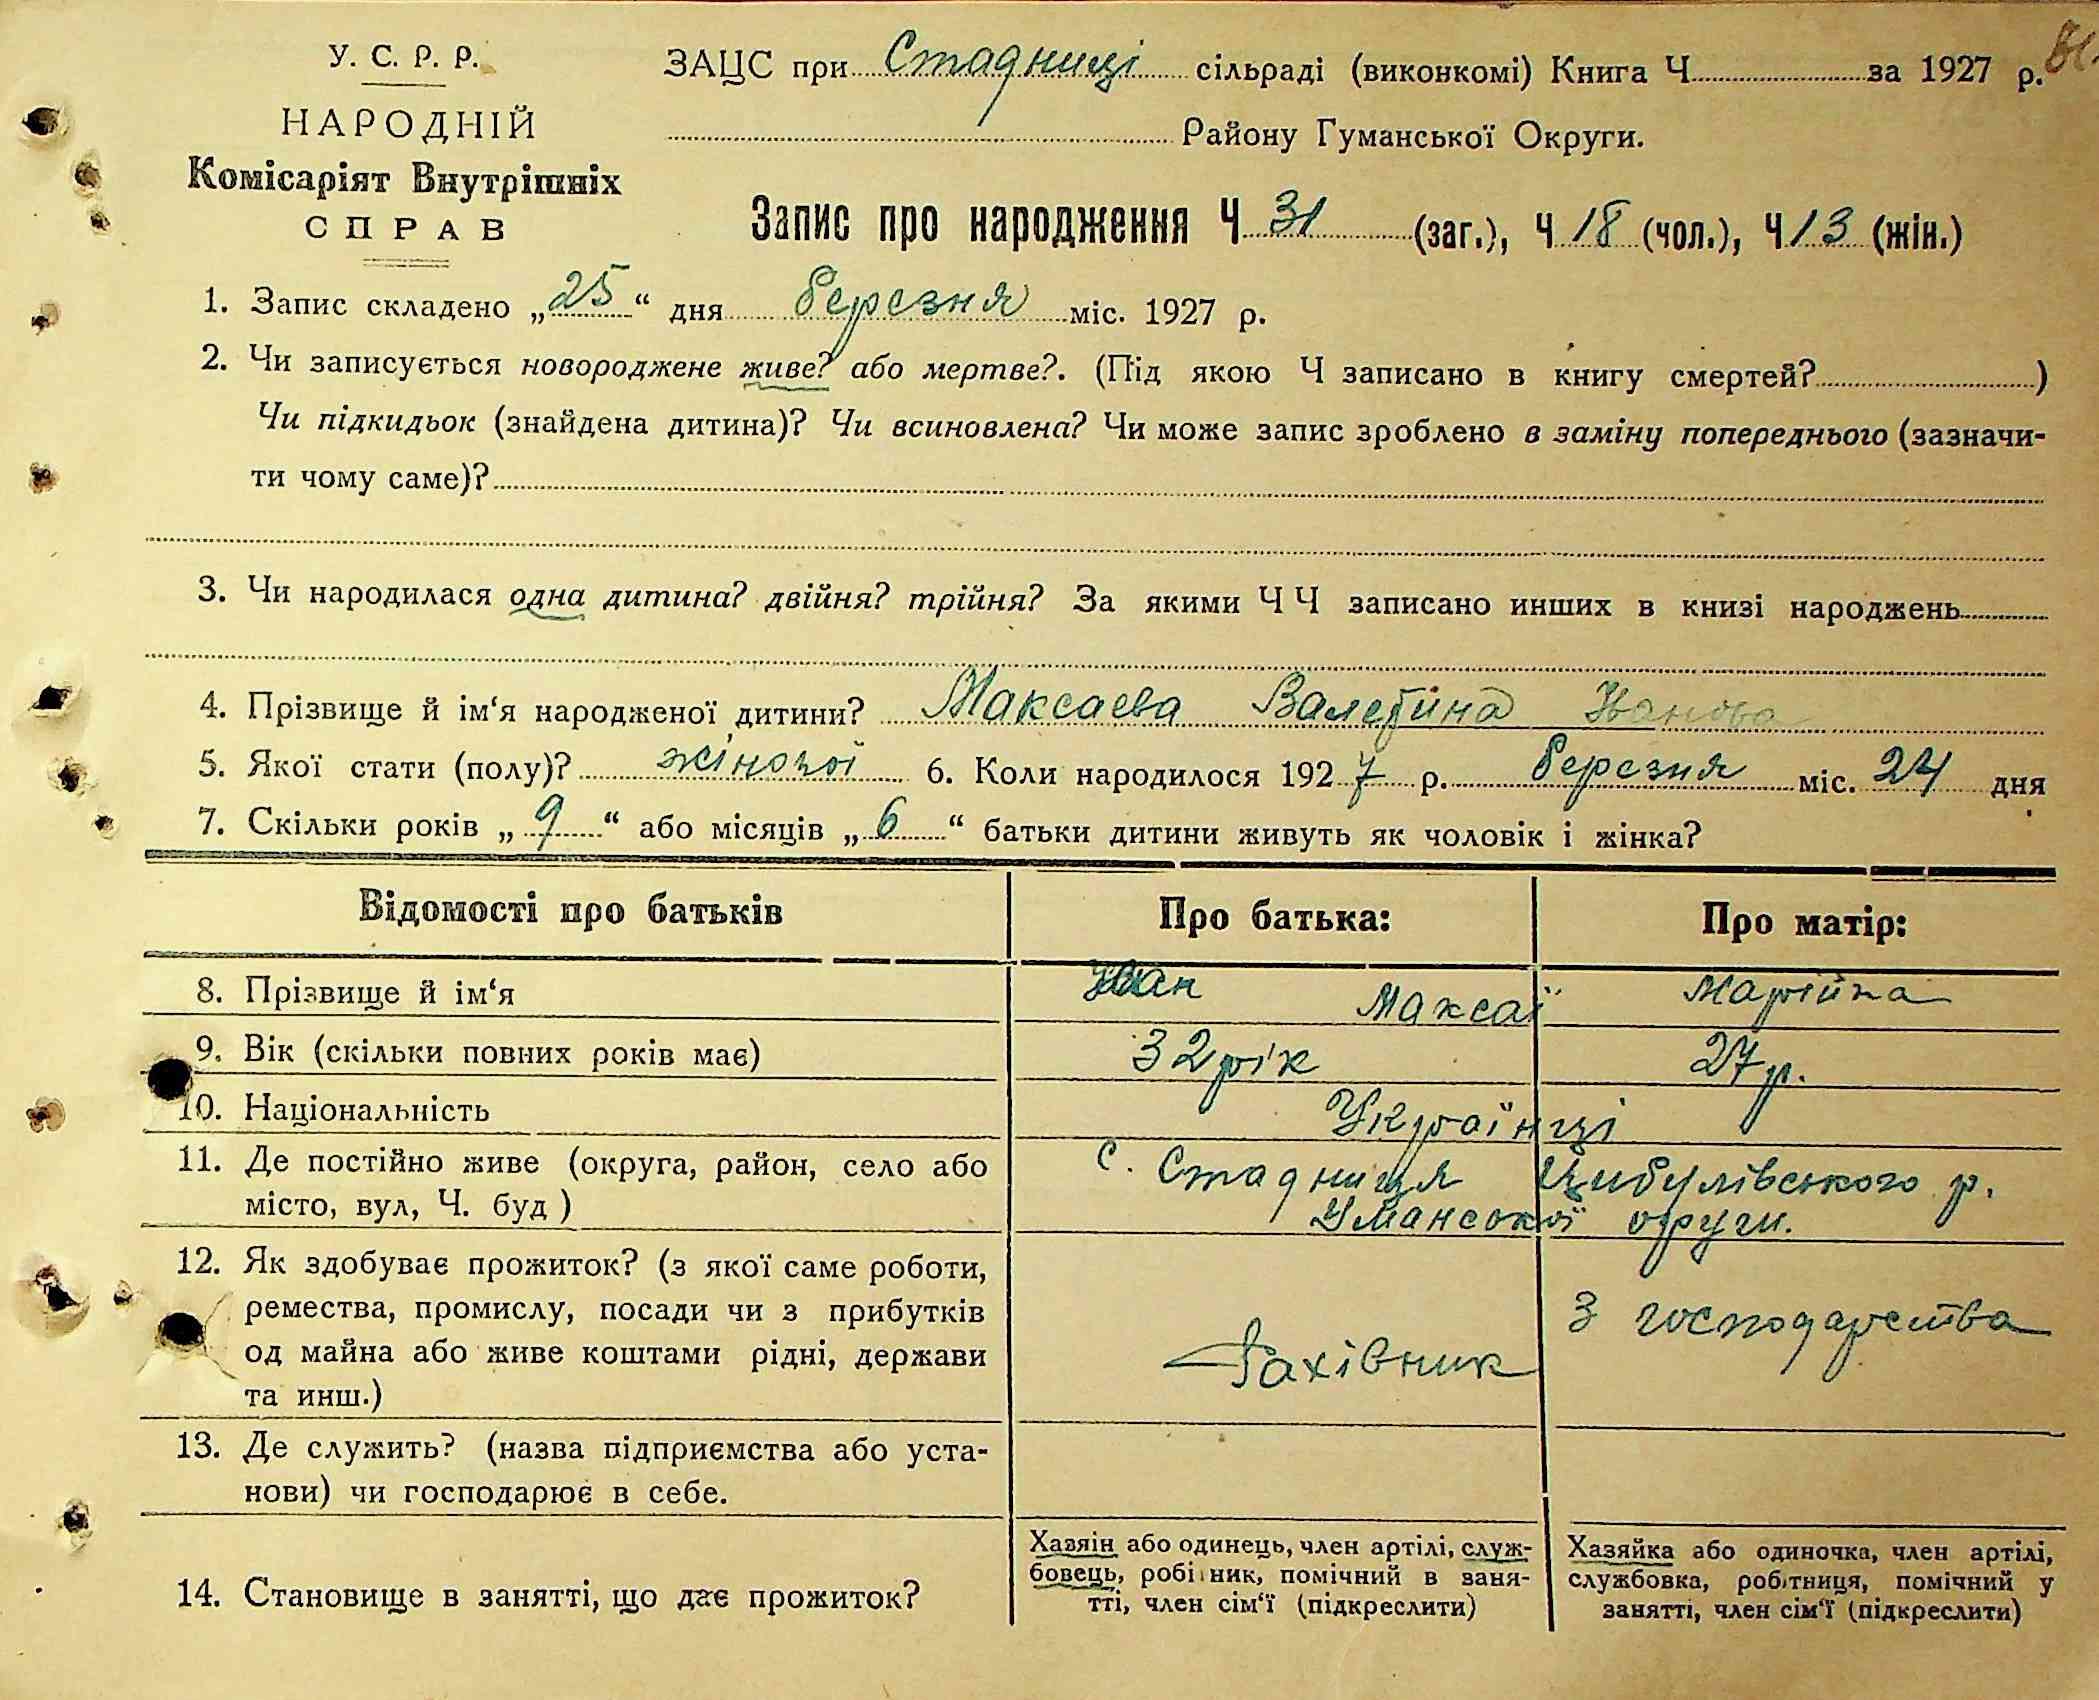 У. С. Р. Р.
НАРОДНІЙ
Комісаріят Внутрішніх
СПРАВ
ЗАЦС при Стадниці сільраді (виконкомі) Книга Ч. за 1927 р.
Району Гуманської Округи.
Запис про народження Ч 31 (заг.), Ч 18 (чол.), Ч 13 (жін.)
1. Запис складено „25“ дня березня міс. 1927 р.
2. Чи записується новороджене живе? або мертве?. (Під якою Ч записано в книгу смертей? )
Чи підкидьок (знайдена дитина)? Чи всиновлена? Чи може запис зроблено в заміну попереднього (зазначи-
ти чому саме)?
3. Чи народилася одна дитина? двійня? трійня? За якими ЧЧ записано инших в книзі народжень
4. Прізвище й ім‘я народженої дитини? Максаева Иванова
5. Якої стати (полу)? жіночої 6. Коли народилося 1927 р. березня міс. 24 дня
7. Скільки років „9“ або місяців „6“ батьки дитини живуть як чоловік і жінка?
Відомості про батьків Про батька: Про матір:
8. Прізвище й ім‘я Іван Максаї Марійка
9. Вік (скільки повних років має) 32 рік 27 р.
10. Національність Українці
11. Де постійно живе (округа, район, село або
місто, вул, Ч. буд ) с. Стадниця Цибулівського р.
Уманської округи.
12. Як здобуває прожиток? (з якої саме роботи,
ремества, промислу, посади чи з прибутків
од майна або живе коштами рідні, держави
та инш.) Рахівник З господарства
13. Де служить? (назва підприємства або уста-
нови) чи господарює в себе.
14. Становище в занятті, що дає прожиток?
Хазяїн або одинець, член артілі, служ-
бовець, робітник, помічний в заня-
тті, член сім‘ї (підкреслити)
Хазяйка або одиночка, член артілі,
службовка, робітниця, помічний у
занятті, член сім‘ї (підкреслити)